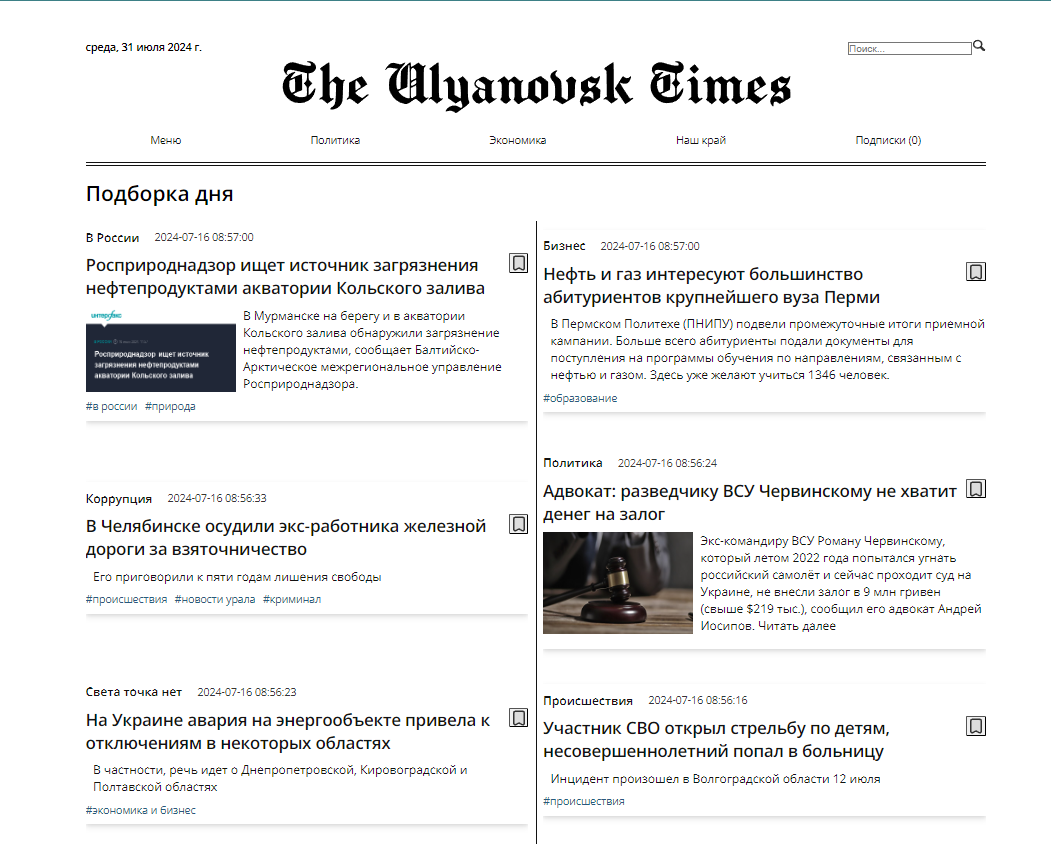 среда, 31 июля 2024 г.
Поиск...
The Ulyanovsk Times
Меню
Политика
Экономика
Наш край
Подписки (0)
Подборка дня
В России 2024-07-16 08:57:00
Росприроднадзор ищет источник загрязнения
нефтепродуктами акватории Кольского залива
интерфакс
Росприроднадзор ищет источник
загрязнения нефтепродуктами
акватории Кольского залива
В Мурманске на берегу и в акватории
Кольского залива обнаружили загрязнение
нефтепродуктами, сообщает Балтийско-
Арктическое межрегиональное управление
Росприроднадзора.
#в россии #природа
Коррупция 2024-07-16 08:56:33
В Челябинске осудили экс-работника железной
дороги за взяточничество
Его приговорили к пяти годам лишения свободы
#происшествия #новости урала #криминал
Света точка нет 2024-07-16 08:56:23
На Украине авария на энергообъекте привела к
отключениям в некоторых областях
В частности, речь идет о Днепропетровской, Кировоградской и
Полтавской областях
#экономика и бизнес
Бизнес 2024-07-16 08:57:00
Нефть и газ интересуют большинство
абитуриентов крупнейшего вуза Перми
В Пермском Политехе (ПНИПУ) подвели промежуточные итоги приемной
кампании. Больше всего абитуриенты подали документы для
поступления на программы обучения по направлениям, связанным с
нефтью и газом. Здесь уже желают учиться 1346 человек.
#образование
Политика 2024-07-16 08:56:24
Адвокат: разведчику ВСУ Червинскому не хватит
денег на залог
Экс-командиру ВСУ Роману Червинскому,
который летом 2022 года попытался угнать
российский самолёт и сейчас проходит суд на
Украине, не внесли залог в 9 млн гривен
(свыше $219 тыс.), сообщил его адвокат Андрей
Иосипов. Читать далее
Происшествия 2024-07-16 08:56:16
Участник СВО открыл стрельбу по детям,
несовершеннолетний попал в больницу
Инцидент произошел в Волгоградской области 12 июля
#происшествия